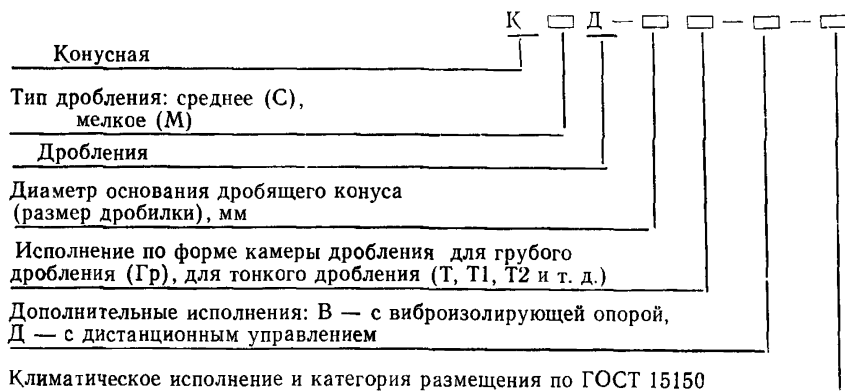 К □ Д — □ □ — □ — □
Конусная
Тип дробления: среднее (С),
мелкое (М)
Дробления
Диаметр основания дробящего конуса
(размер дробилки), мм
Исполнение по форме камеры дробления для грубого
дробления (Гр), для тонкого дробления (Т, Т1, Т2 и т. д.)
Дополнительные исполнения: В — с виброизолирующей опорой,
Д — с дистанционным управлением
Климатическое исполнение и категория размещения по ГОСТ 15150